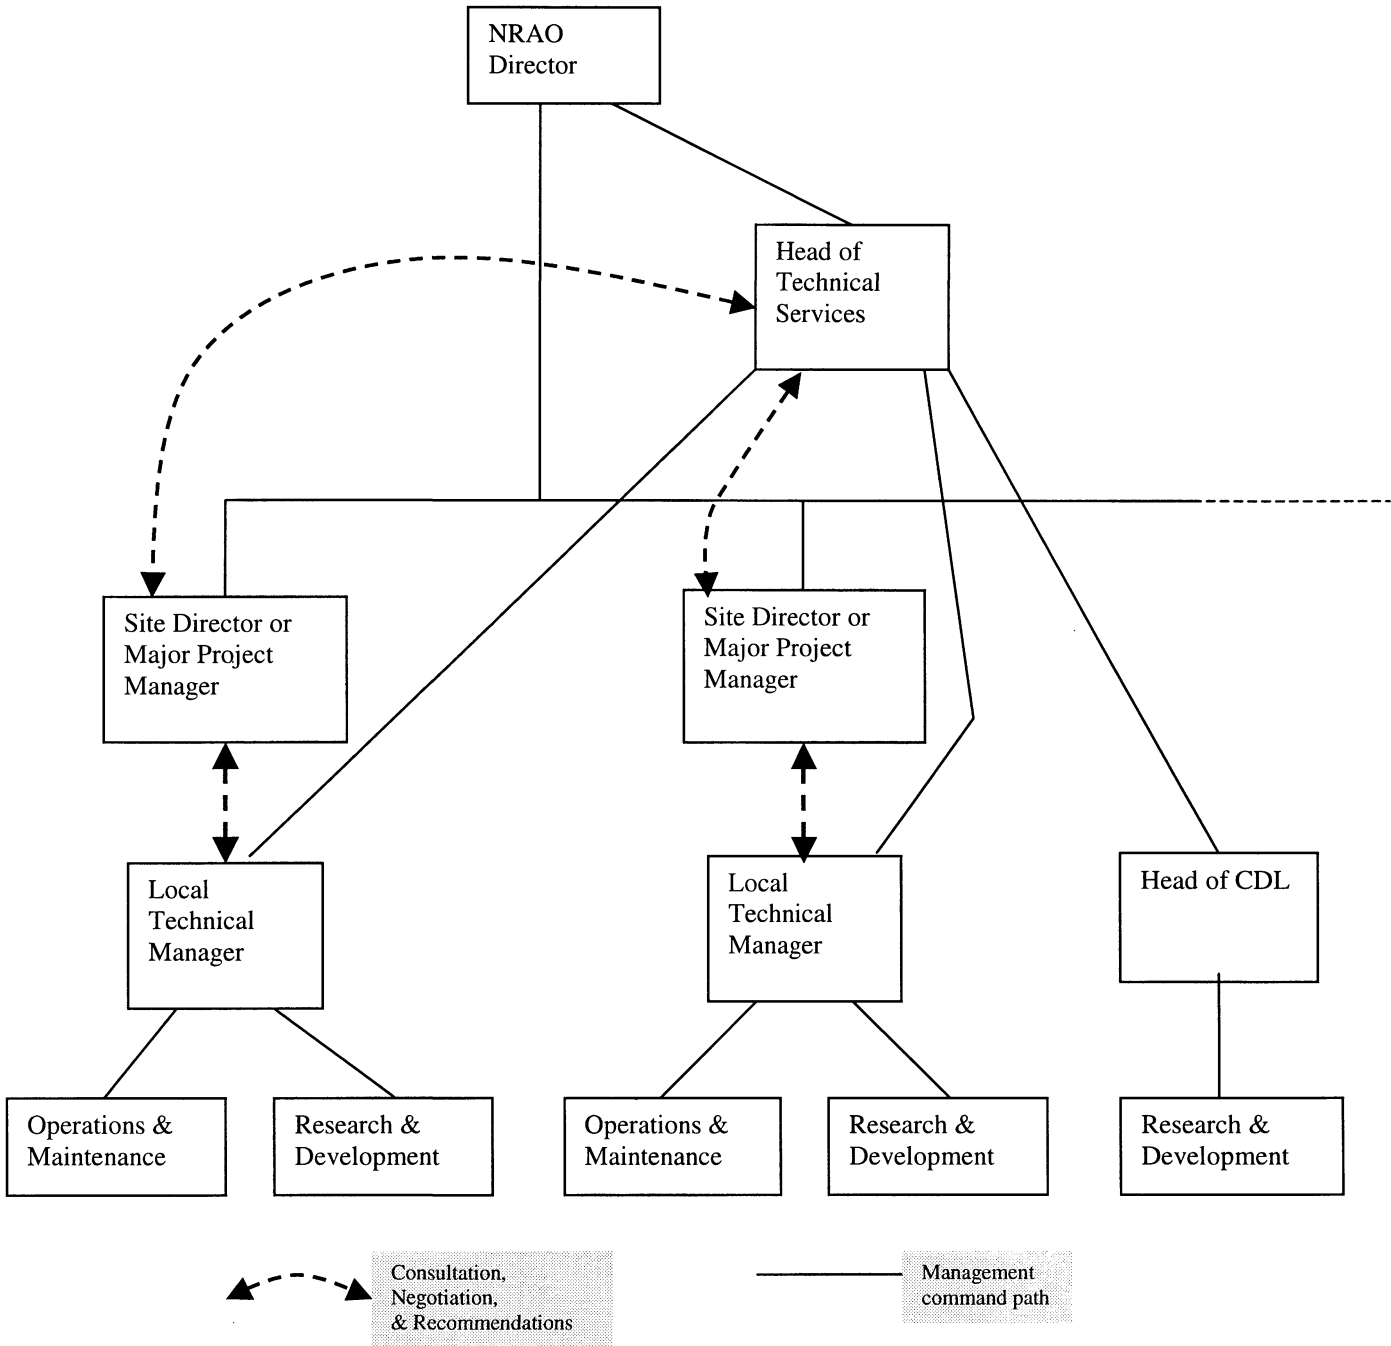 NRAO
Director
Head of
Technical
Services
Site Director or
Major Project
Manager
Site Director or
Major Project
Manager
Local
Technical
Manager
Local
Technical
Manager
Head of CDL
Operations &
Maintenance
Research &
Development
Operations &
Maintenance
Research &
Development
Research &
Development
Consultation,
Negotiation,
& Recommendations
Management
command path